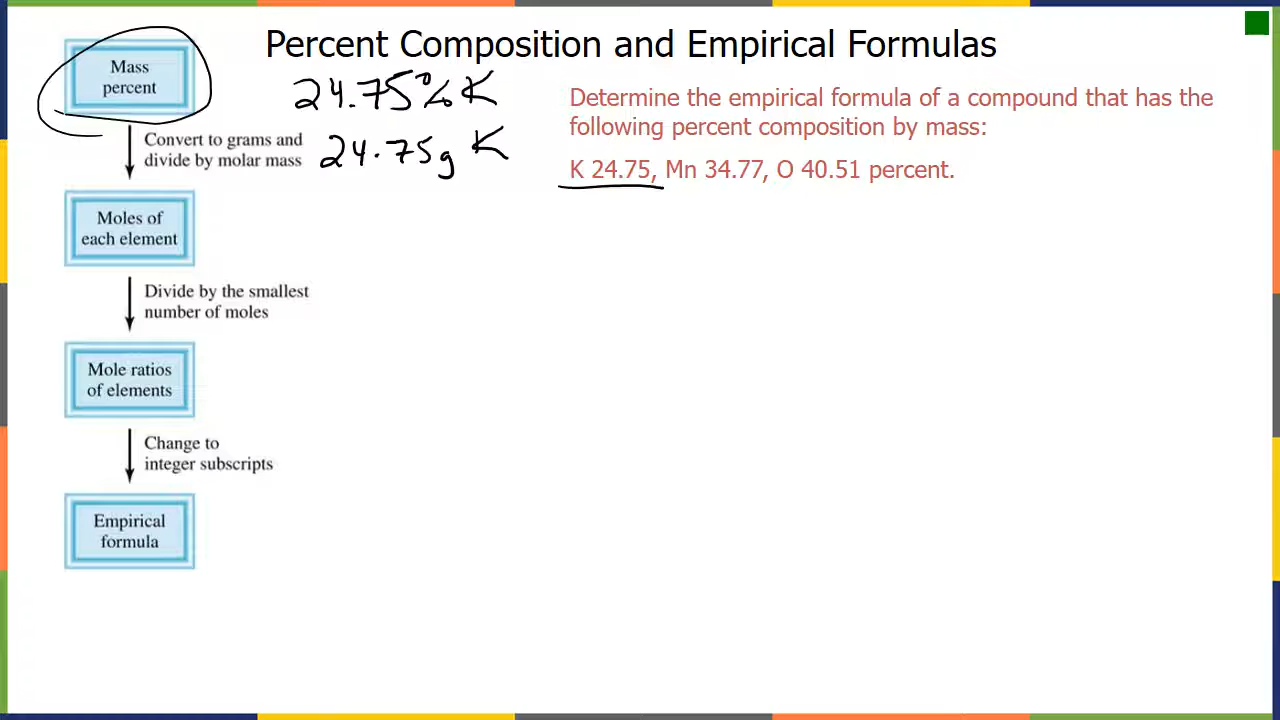 Percent Composition and Empirical Formulas
Mass
percent
24.75% K
Convert to grams and
divide by molar mass
24.75g K
Determine the empirical formula of a compound that has the
following percent composition by mass:
K 24.75, Mn 34.77, O 40.51 percent.
Moles of
each element
Divide by the smallest
number of moles
Mole ratios
of elements
Change to
integer subscripts
Empirical
formula